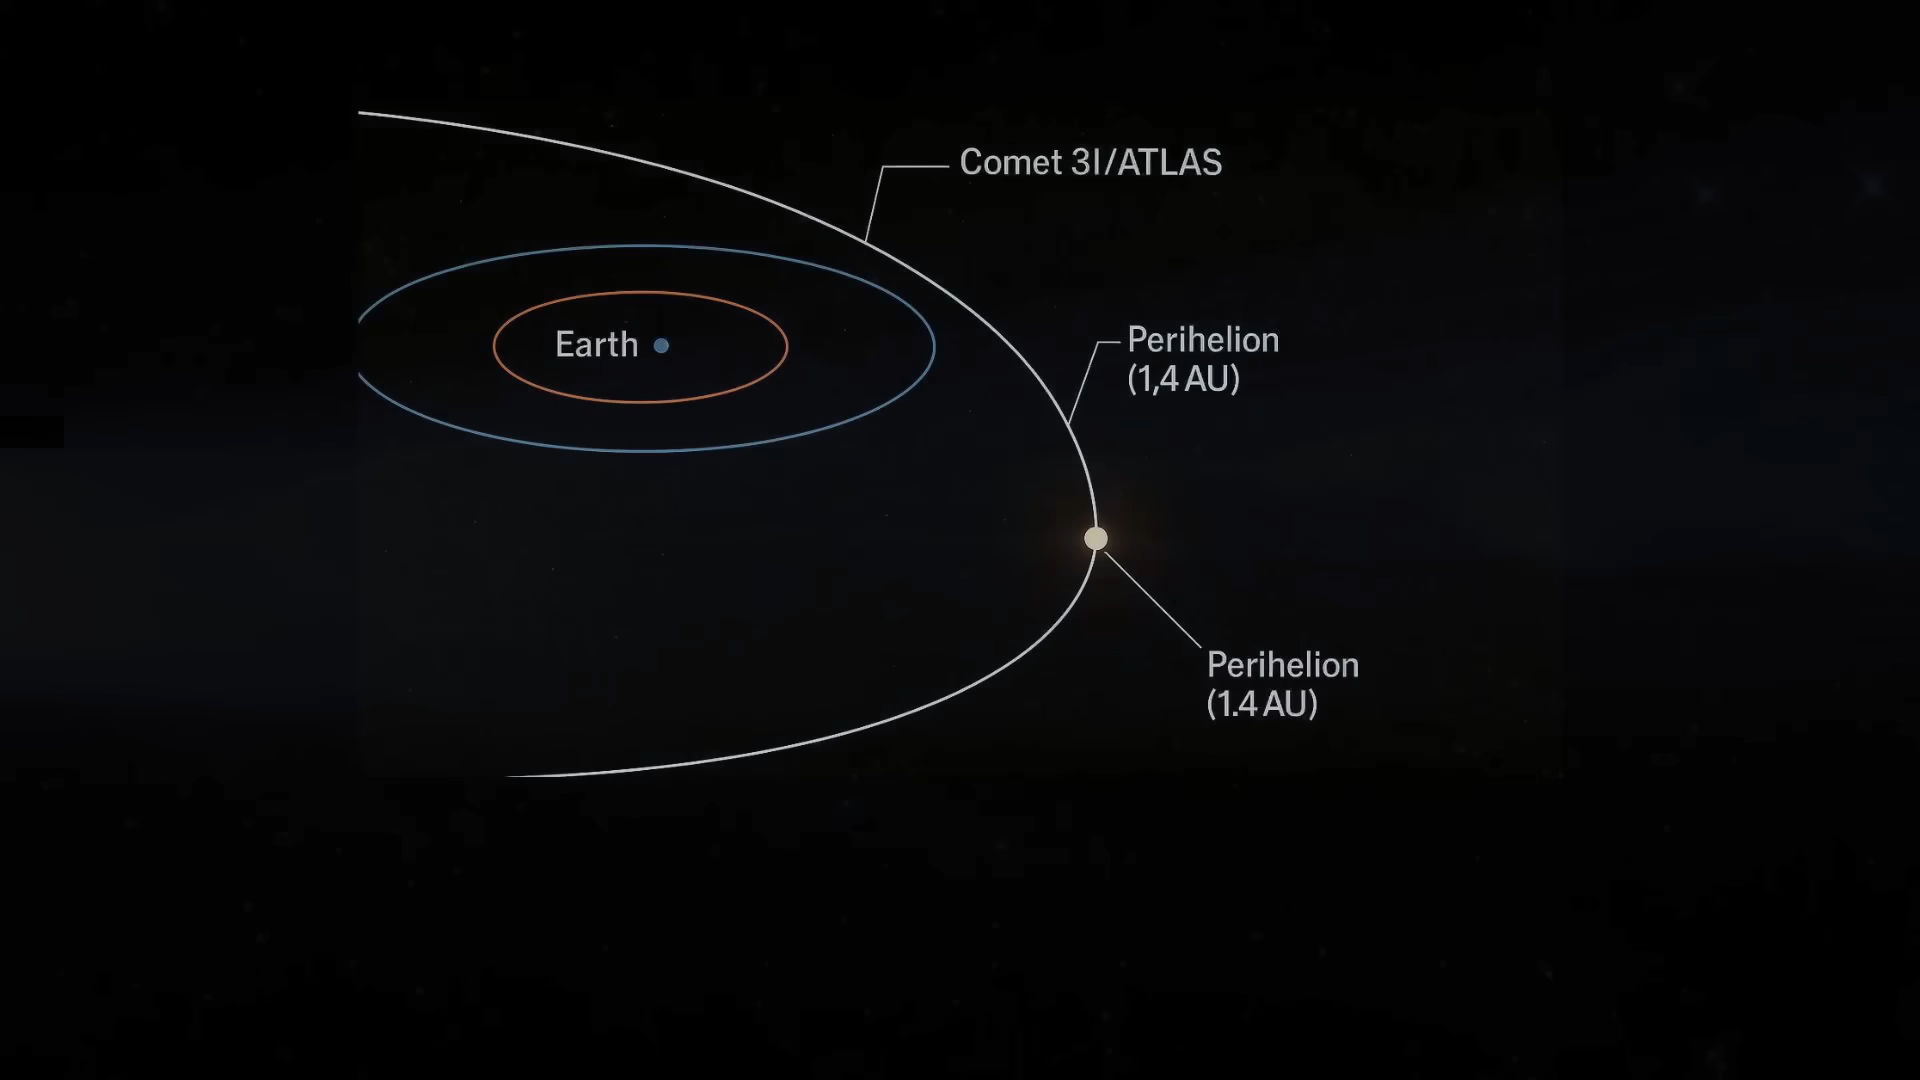 Comet 3I/ATLAS
Earth
Perihelion
(1,4 AU)
Perihelion
(1.4 AU)